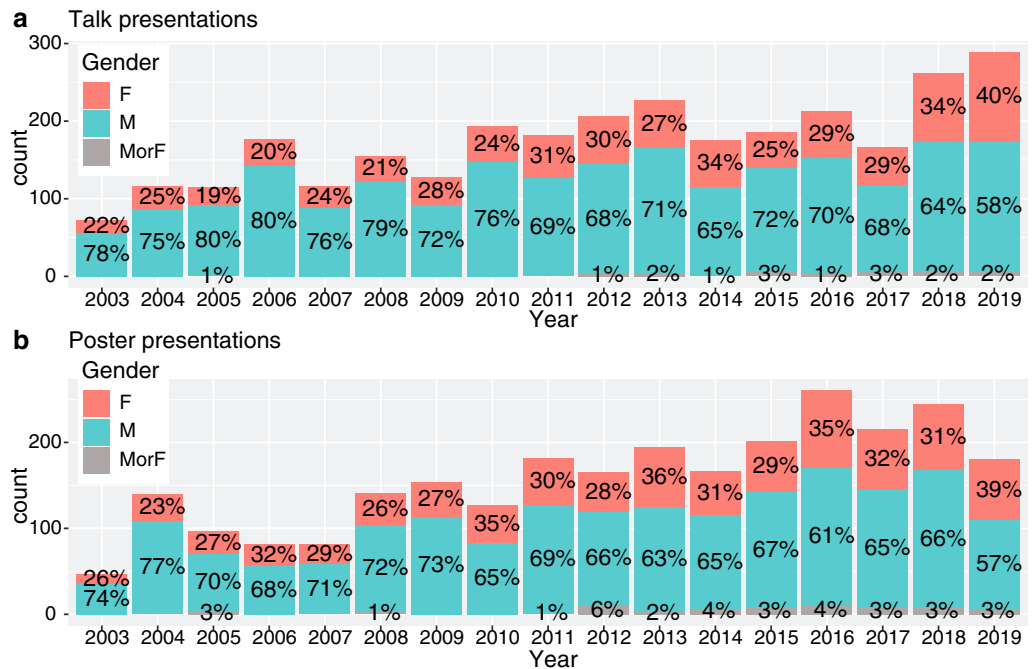 a Talk presentations
300
200
100
0
count
Gender
F
M
MorF
22% 25% 19% 20% 24% 21% 28% 24% 31% 30% 27% 34% 25% 29% 29% 34% 40%
78% 75% 80% 80% 76% 79% 72% 76% 69% 68% 71% 65% 72% 70% 68% 64% 58%
1% 1% 2% 1% 3% 1% 3% 2% 2%
2003 2004 2005 2006 2007 2008 2009 2010 2011 2012 2013 2014 2015 2016 2017 2018 2019
Year
b Poster presentations
Gender
F
M
MorF
200
100
0
count
26% 23% 27% 32% 29% 26% 27% 35% 30% 28% 36% 31% 29% 35% 32% 31% 39%
74% 77% 70% 68% 71% 72% 73% 65% 69% 66% 63% 65% 67% 61% 65% 66% 57%
3% 1% 1% 6% 2% 4% 3% 4% 3% 3% 3%
2003 2004 2005 2006 2007 2008 2009 2010 2011 2012 2013 2014 2015 2016 2017 2018 2019
Year